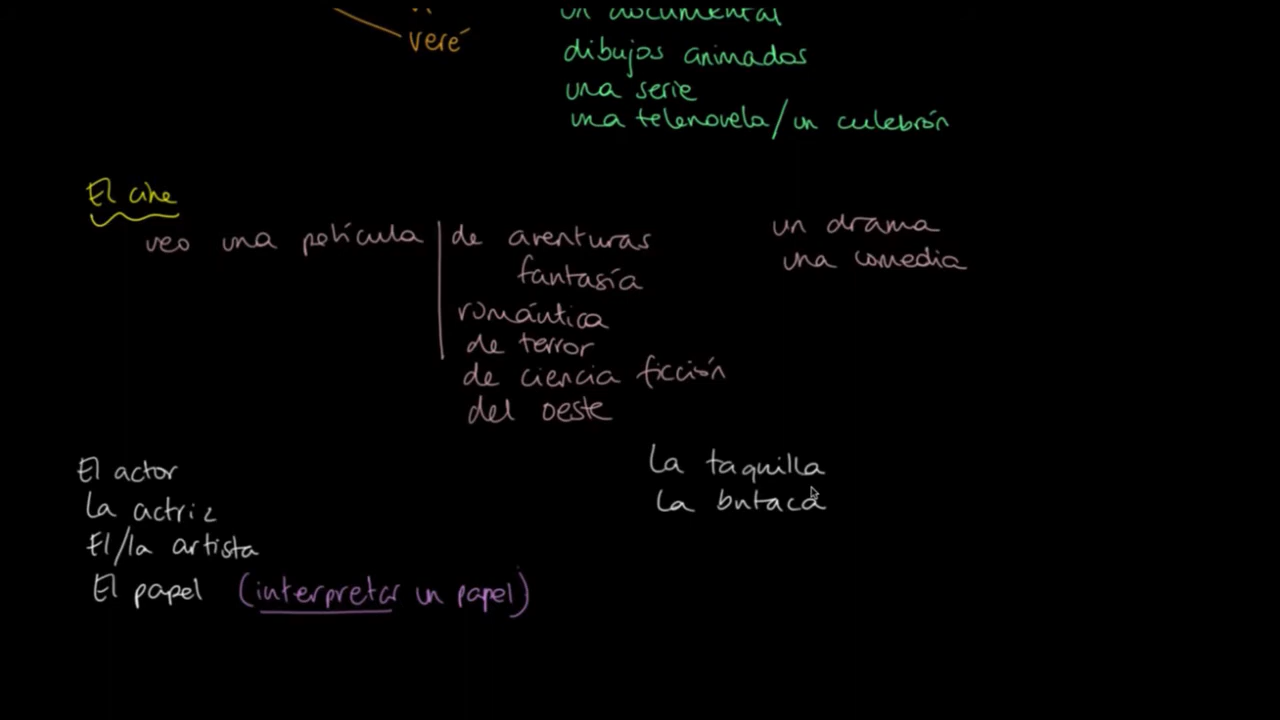 veré
un documental
dibujos animados
una serie
una telenovela/un culebrón
El cine
veo una película
de aventuras
fantasía
romántica
de terror
de ciencia ficción
del oeste
un drama
una comedia
El actor
La actriz
El/la artista
El papel (interpretar un papel)
La taquilla
La butaca